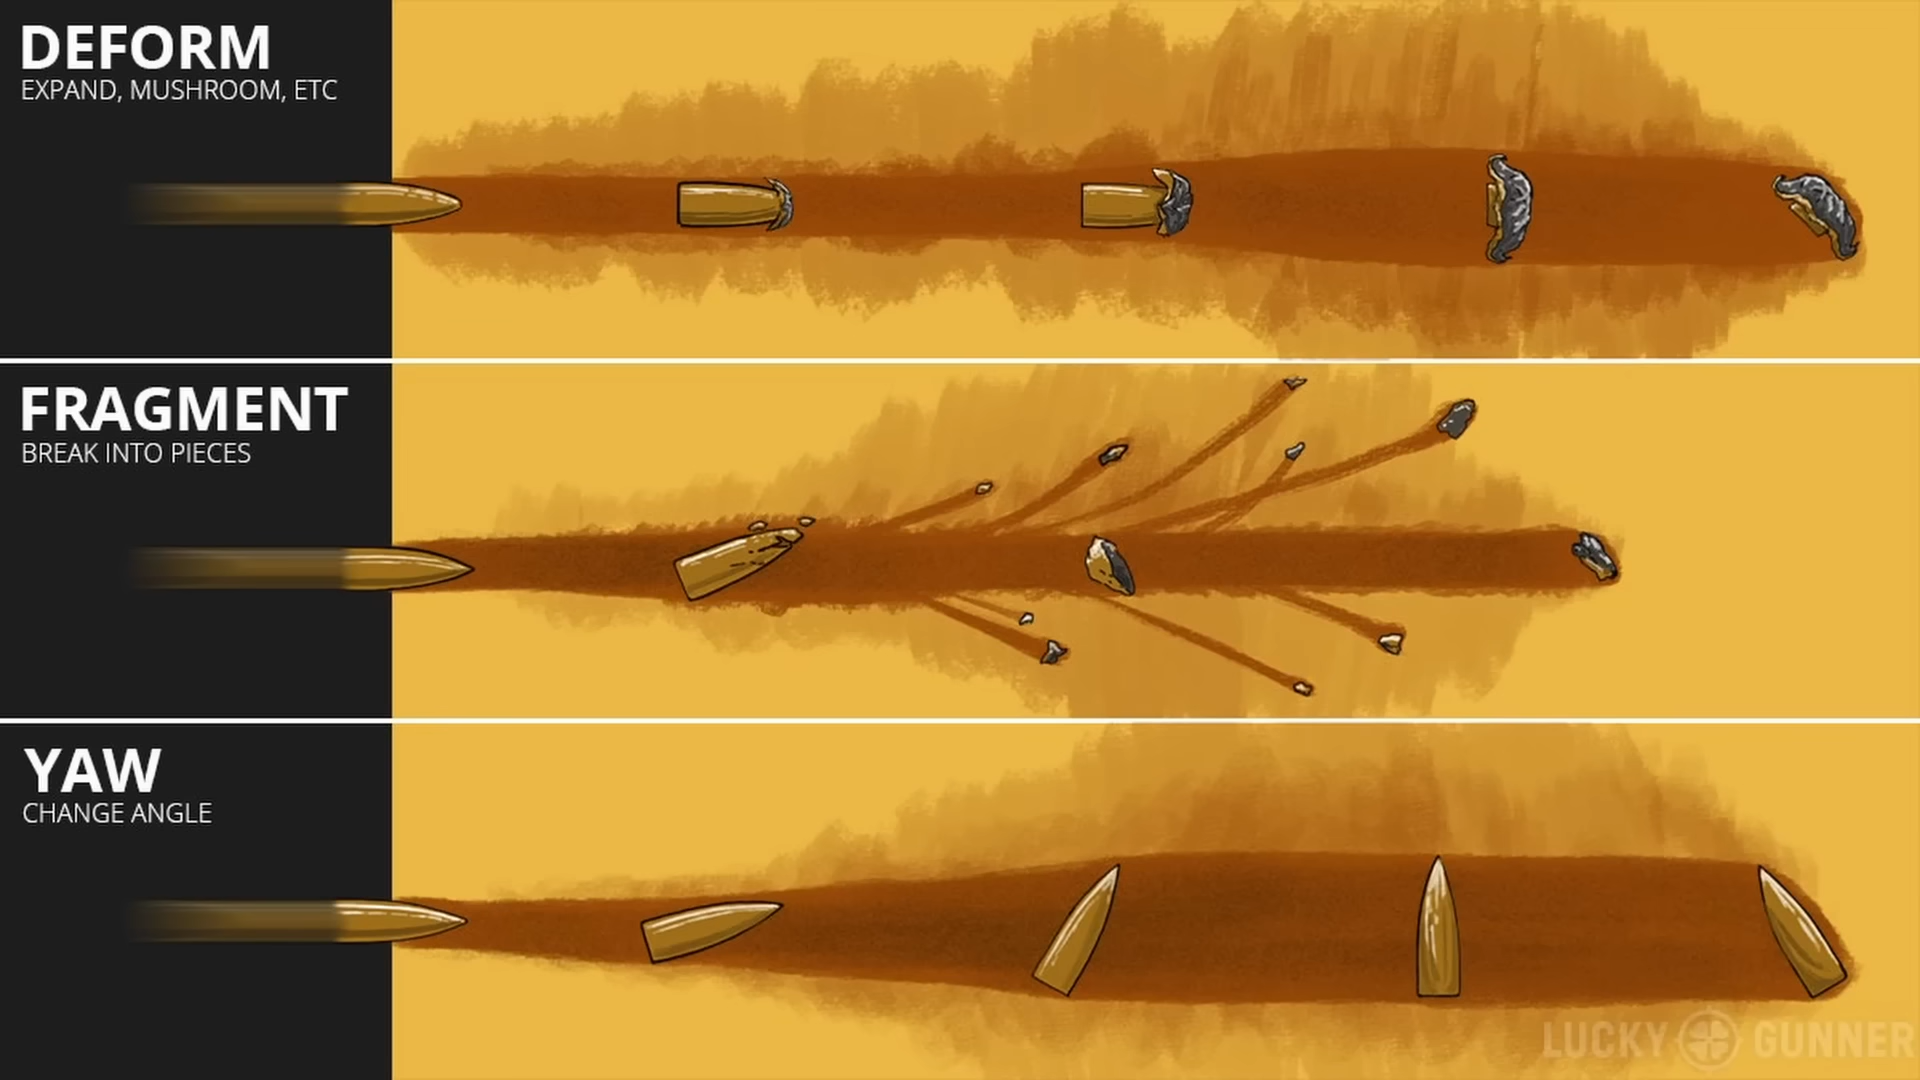 DEFORM
EXPAND, MUSHROOM, ETC
FRAGMENT
BREAK INTO PIECES
YAW
CHANGE ANGLE
LUCKY GUNNER